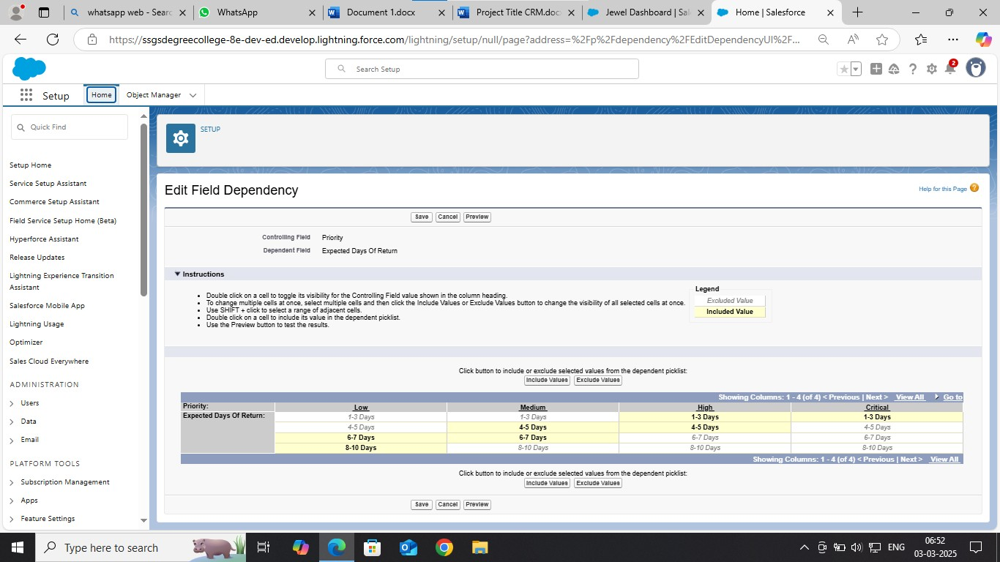 whatsapp web - Searc
WhatsApp
Document 1.docx
Project Title CRM.doc
Jewel Dashboard | Sal
Home | Salesforce
https://ssgsdegreecollege-8e-dev-ed.develop.lightning.force.com/lightning/setup/null/page?address=%2Fp%2Fdependency%2FEditDependencyUI%2F...
Search Setup
2
Setup
Home
Object Manager
Quick Find
Setup Home
Service Setup Assistant
Commerce Setup Assistant
Field Service Setup Home (Beta)
Hyperforce Assistant
Release Updates
Lightning Experience Transition
Assistant
Salesforce Mobile App
Lightning Usage
Optimizer
Sales Cloud Everywhere
ADMINISTRATION
Users
Data
Email
PLATFORM TOOLS
Subscription Management
Apps
Feature Settings
SETUP
Edit Field Dependency
Help for this Page
Save Cancel Preview
Controlling Field Priority
Dependent Field Expected Days Of Return
Instructions
• Double click on a cell to toggle its visibility for the Controlling Field value shown in the column heading.
• To change multiple cells at once, select multiple cells and then click the Include Values or Exclude Values button to change the visibility of all selected cells at once.
• Use SHIFT + click to select a range of adjacent cells.
• Double click on a cell to include its value in the dependent picklist.
• Use the Preview button to test the results.
Legend
Excluded Value
Included Value
Click button to include or exclude selected values from the dependent picklist:
Include Values Exclude Values
Showing Columns: 1 - 4 (of 4) < Previous | Next > View All Go to
Priority: Low Medium High Critical
Expected Days Of Return: 1-3 Days 1-3 Days 1-3 Days 1-3 Days
4-5 Days 4-5 Days 4-5 Days 4-5 Days
6-7 Days 6-7 Days 6-7 Days 6-7 Days
8-10 Days 8-10 Days 8-10 Days 8-10 Days
Showing Columns: 1 - 4 (of 4) < Previous | Next > View All
Click button to include or exclude selected values from the dependent picklist:
Include Values Exclude Values
Save Cancel Preview
Type here to search
ENG
06:52
03-03-2025